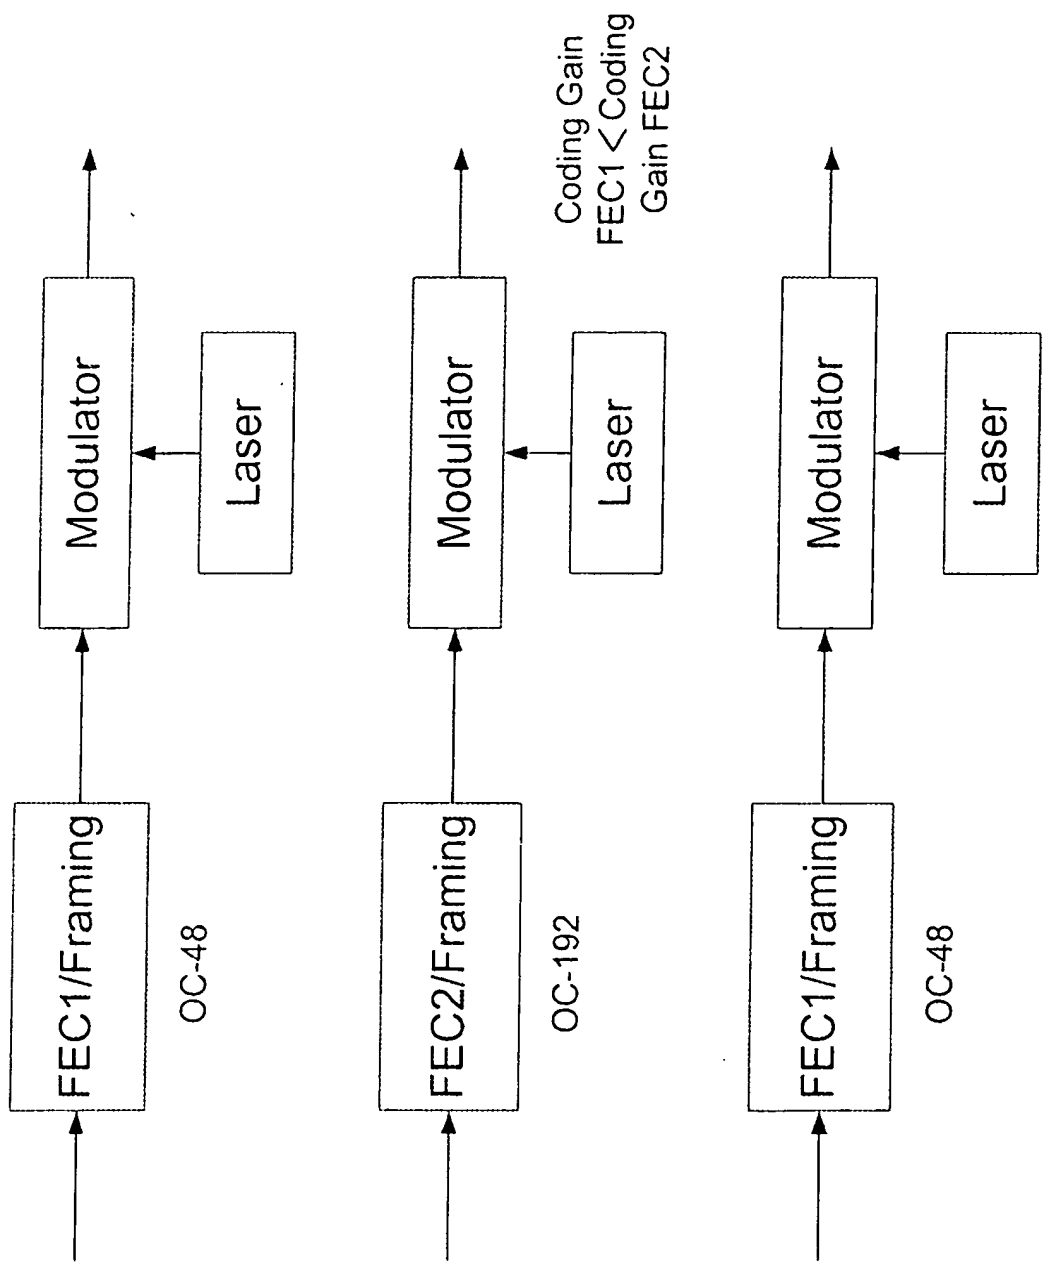 FEC1/Framing
OC-48
Modulator
Laser
FEC2/Framing
OC-192
Modulator
Laser
Coding Gain
FEC1 < Coding
Gain FEC2
FEC1/Framing
OC-48
Modulator
Laser